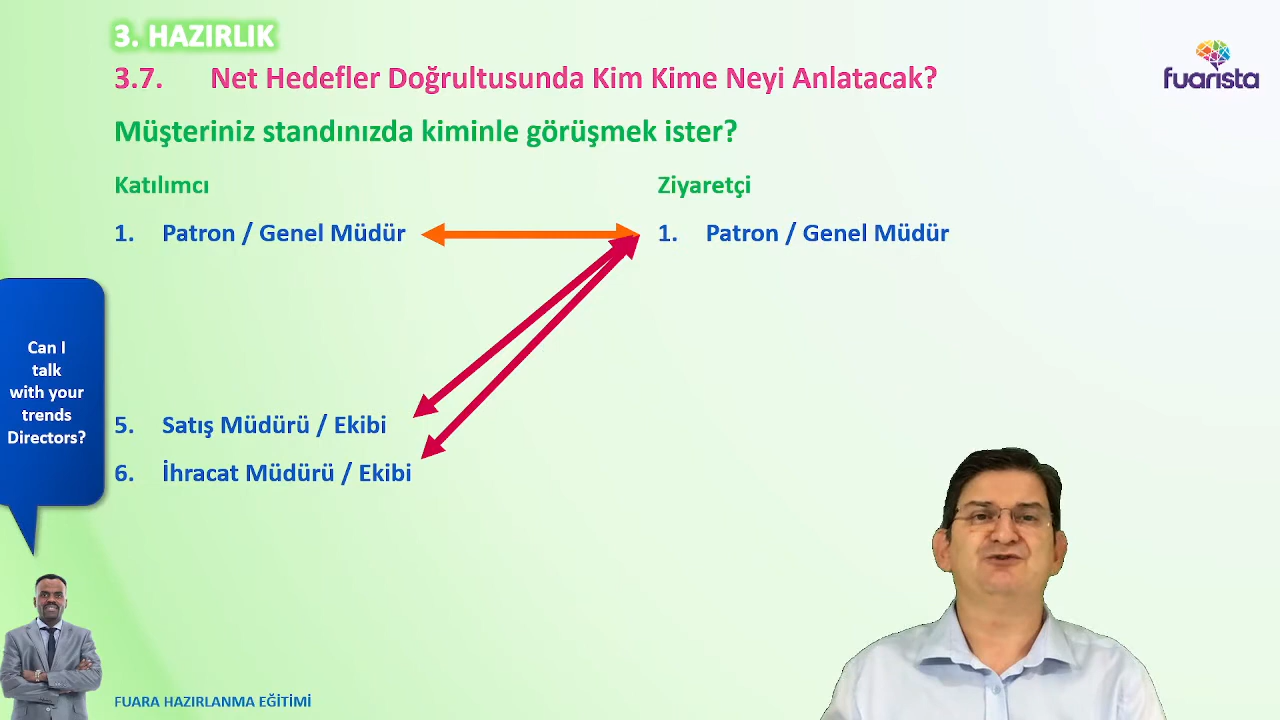 3. HAZIRLIK
fuarısta
3.7. Net Hedefler Doğrultusunda Kim Kime Neyi Anlatacak?
Müşteriniz standınızda kiminle görüşmek ister?
Katılımcı
Ziyaretçi
1. Patron / Genel Müdür
1. Patron / Genel Müdür
Can I
talk
with your
trends
Directors?
5. Satış Müdürü / Ekibi
6. İhracat Müdürü / Ekibi
FUARA HAZIRLANMA EĞİTİMİ